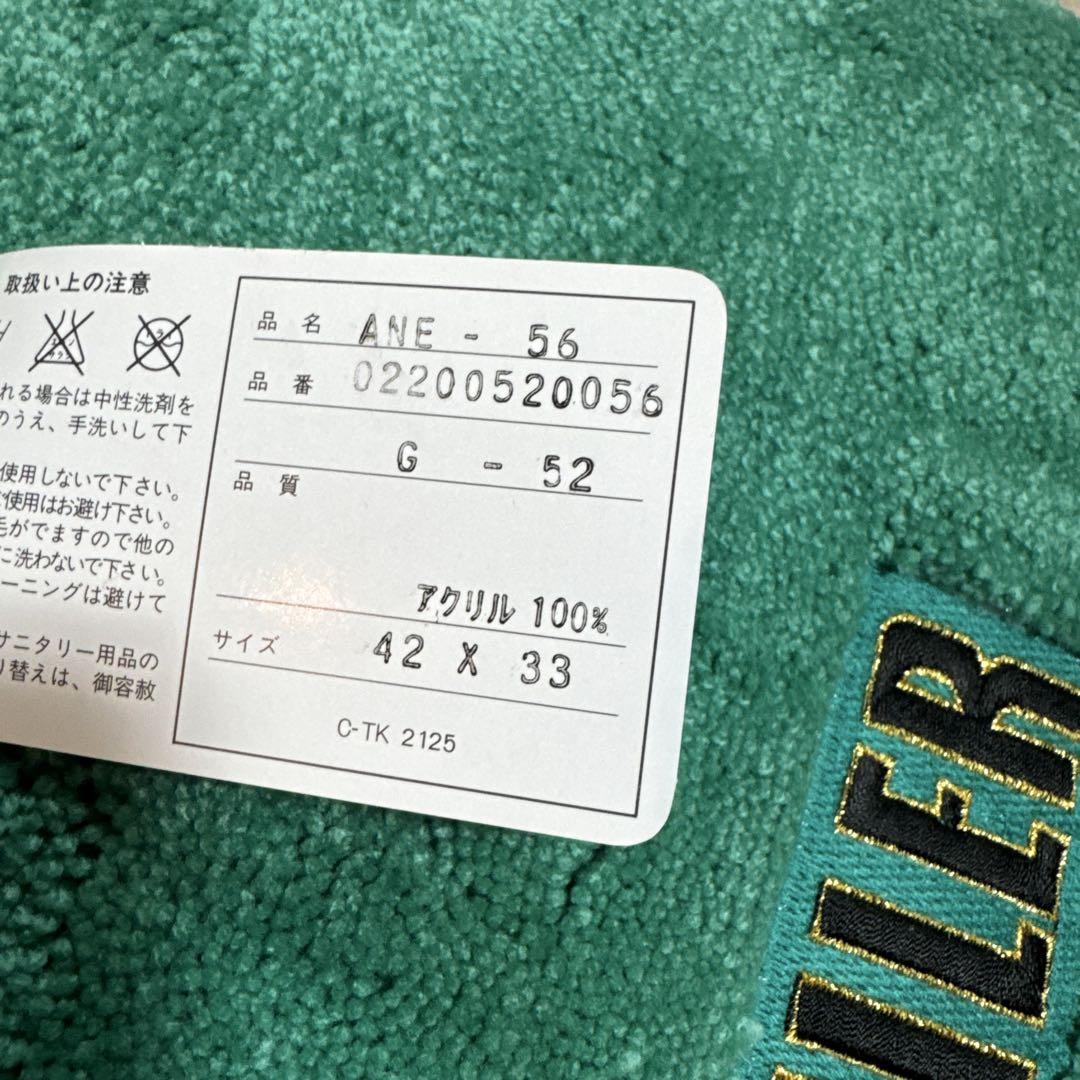 取扱い上の注意
れる場合は中性洗剤を
のうえ、手洗いして下
使用しないで下さい。
ご使用はお避け下さい。
毛がでますので他の
に洗わないで下さい。
ーニングは避けて
サニタリー用品の
り替えは、御容赦
品 名 ANE - 56
品 番 02200520056
G - 52
品 質
アクリル 100%
サイズ 42 X 33
C-TK 2125
ILER